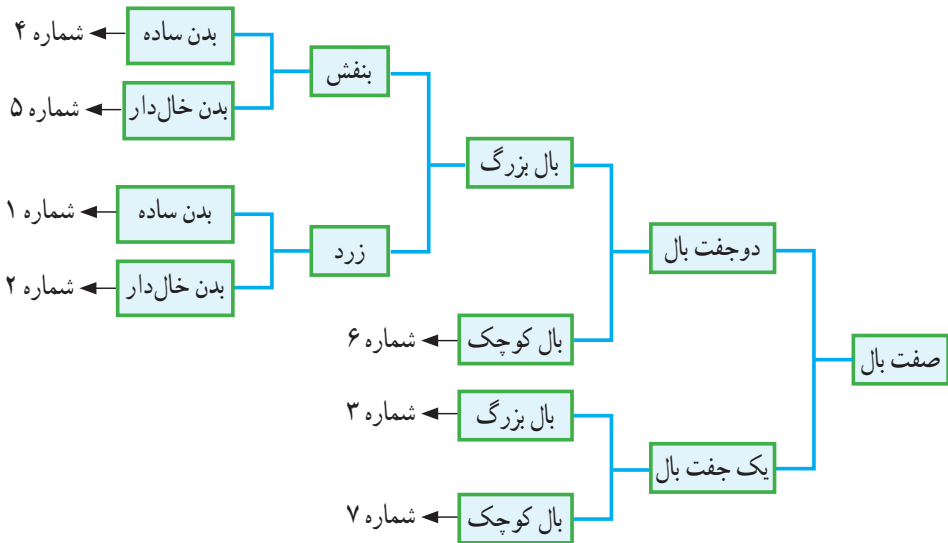 صفت بال
دو جفت بال
بال بزرگ
بنفش
بدن ساده
شماره ۴
بدن خال‌دار
شماره ۵
زرد
بدن ساده
شماره ۱
بدن خال‌دار
شماره ۲
بال کوچک
شماره ۶
یک جفت بال
بال بزرگ
شماره ۳
بال کوچک
شماره ۷